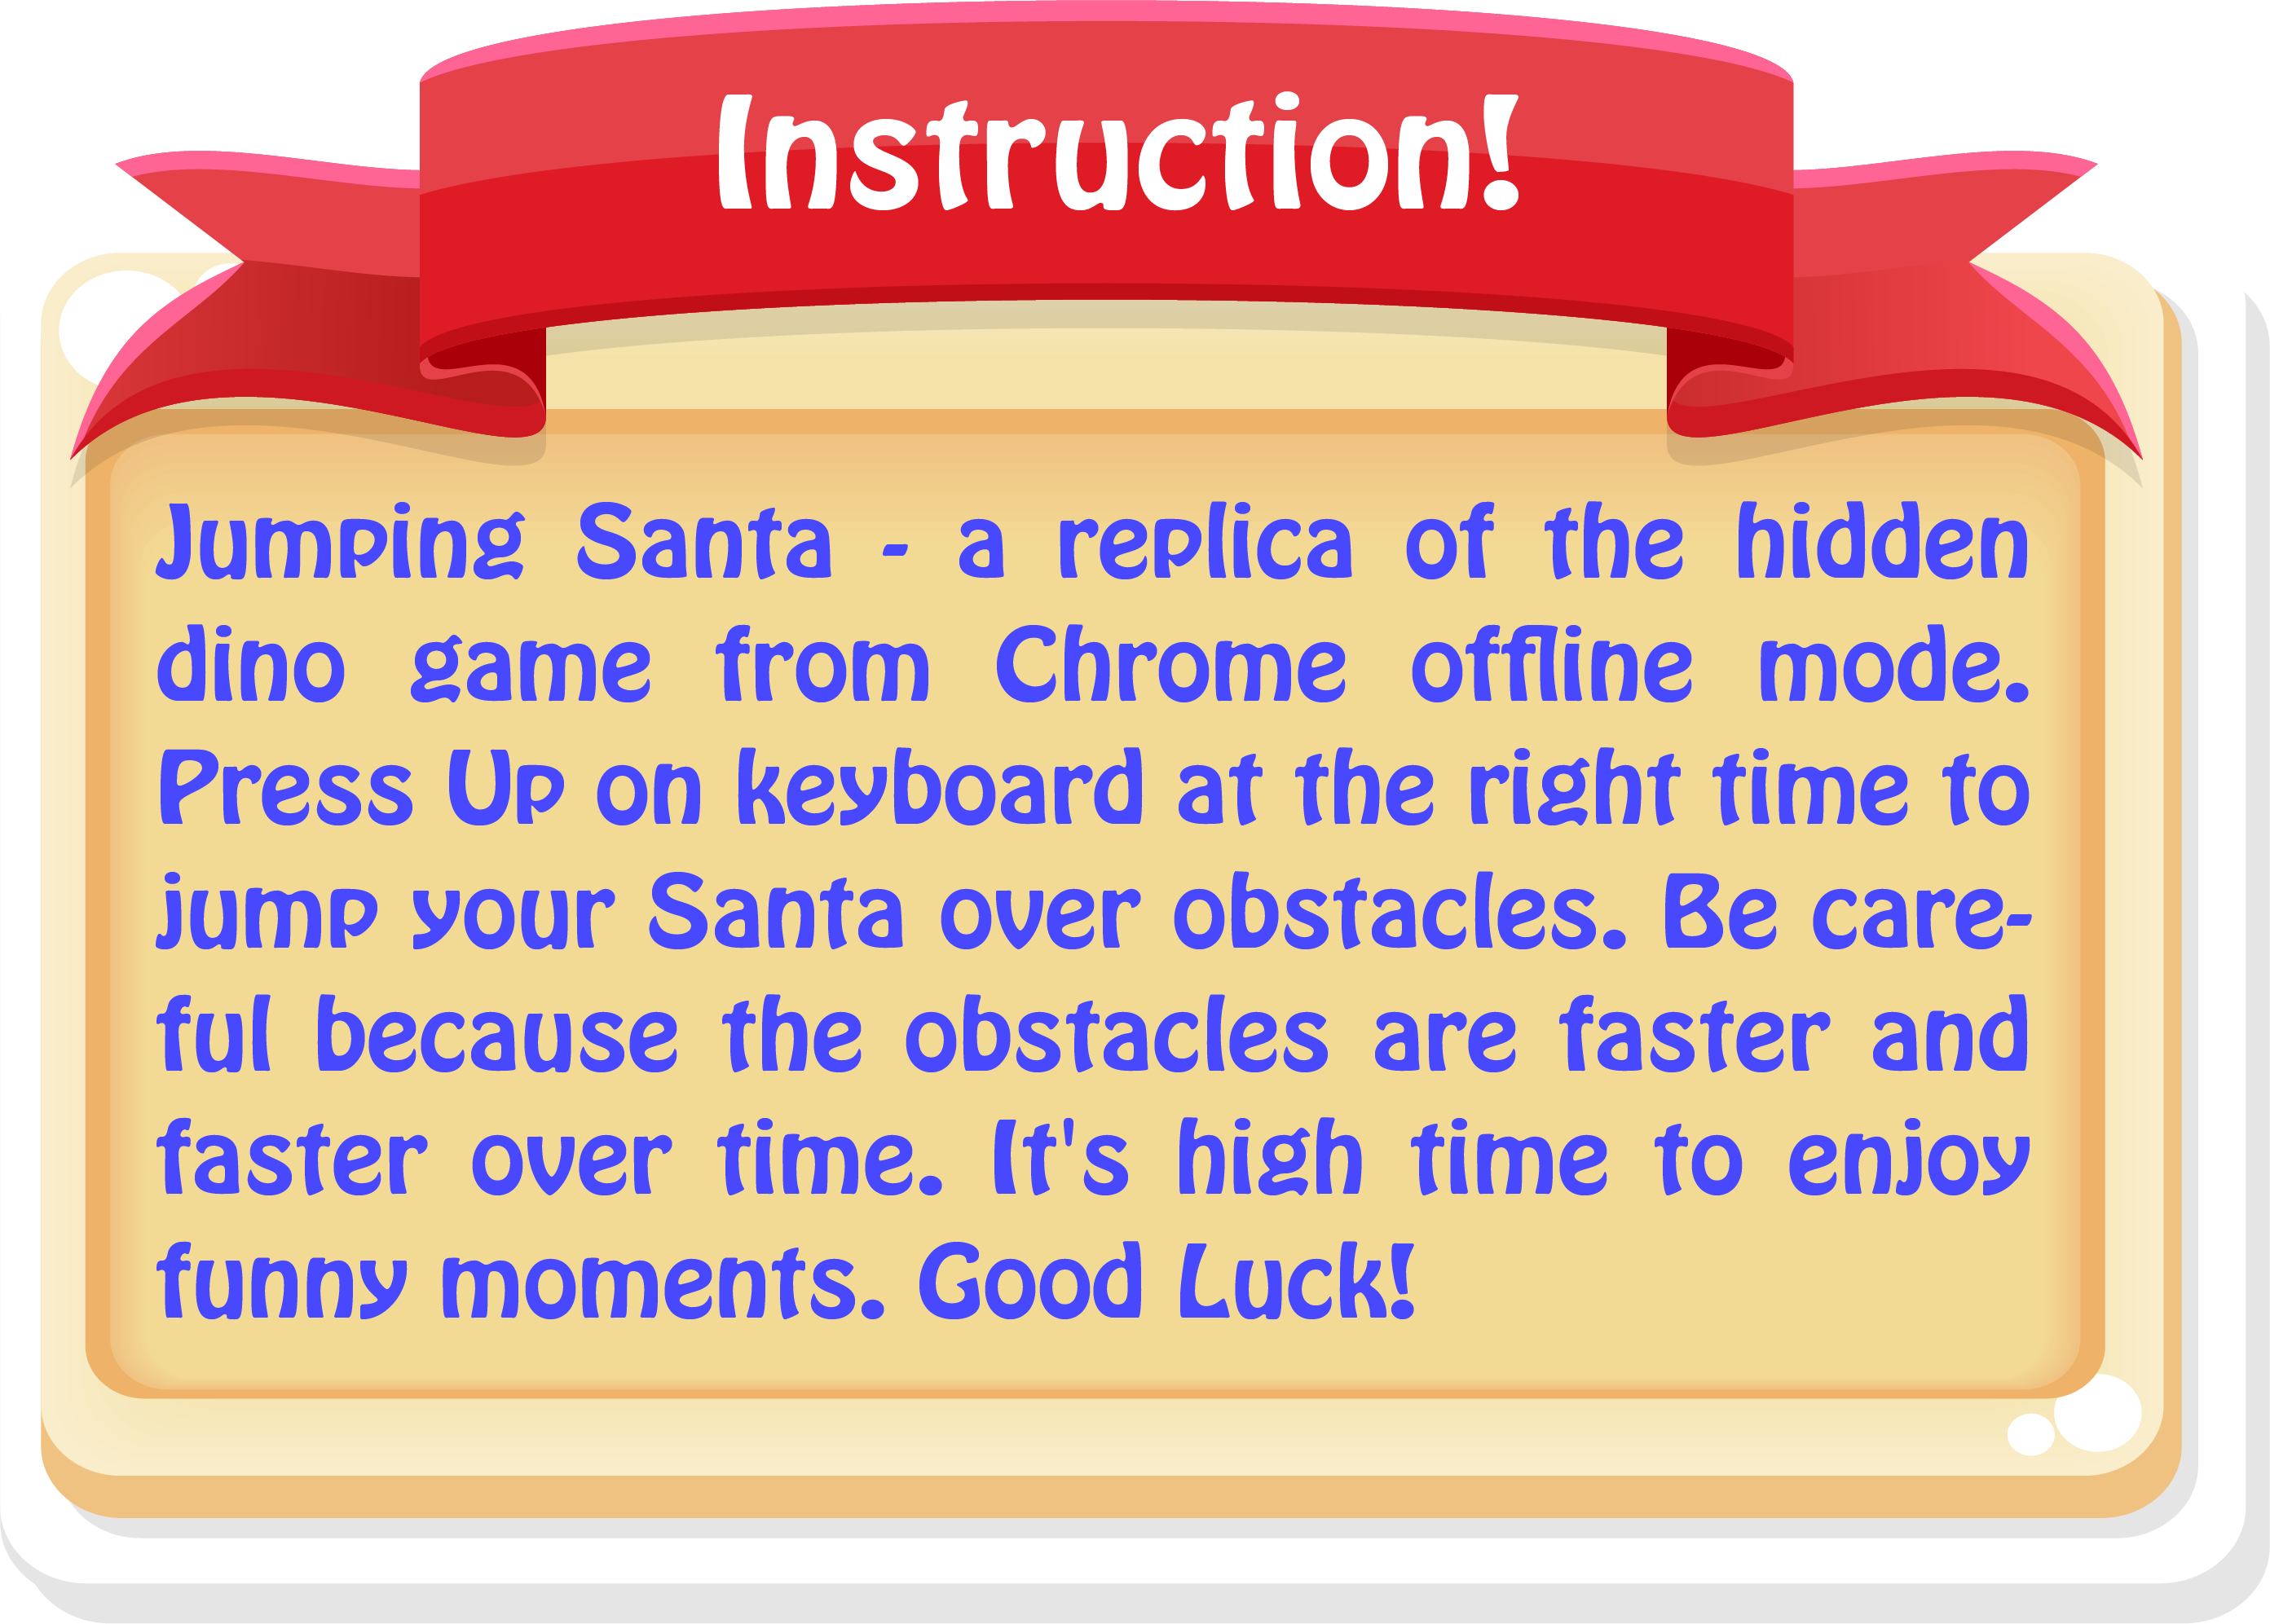 Instruction!
Jumping Santa - a replica of the hidden
dino game from Chrome offline mode.
Press Up on keyboard at the right time to
jump your Santa over obstacles. Be care-
ful because the obstacles are faster and
faster over time. It's high time to enjoy
funny moments. Good Luck!